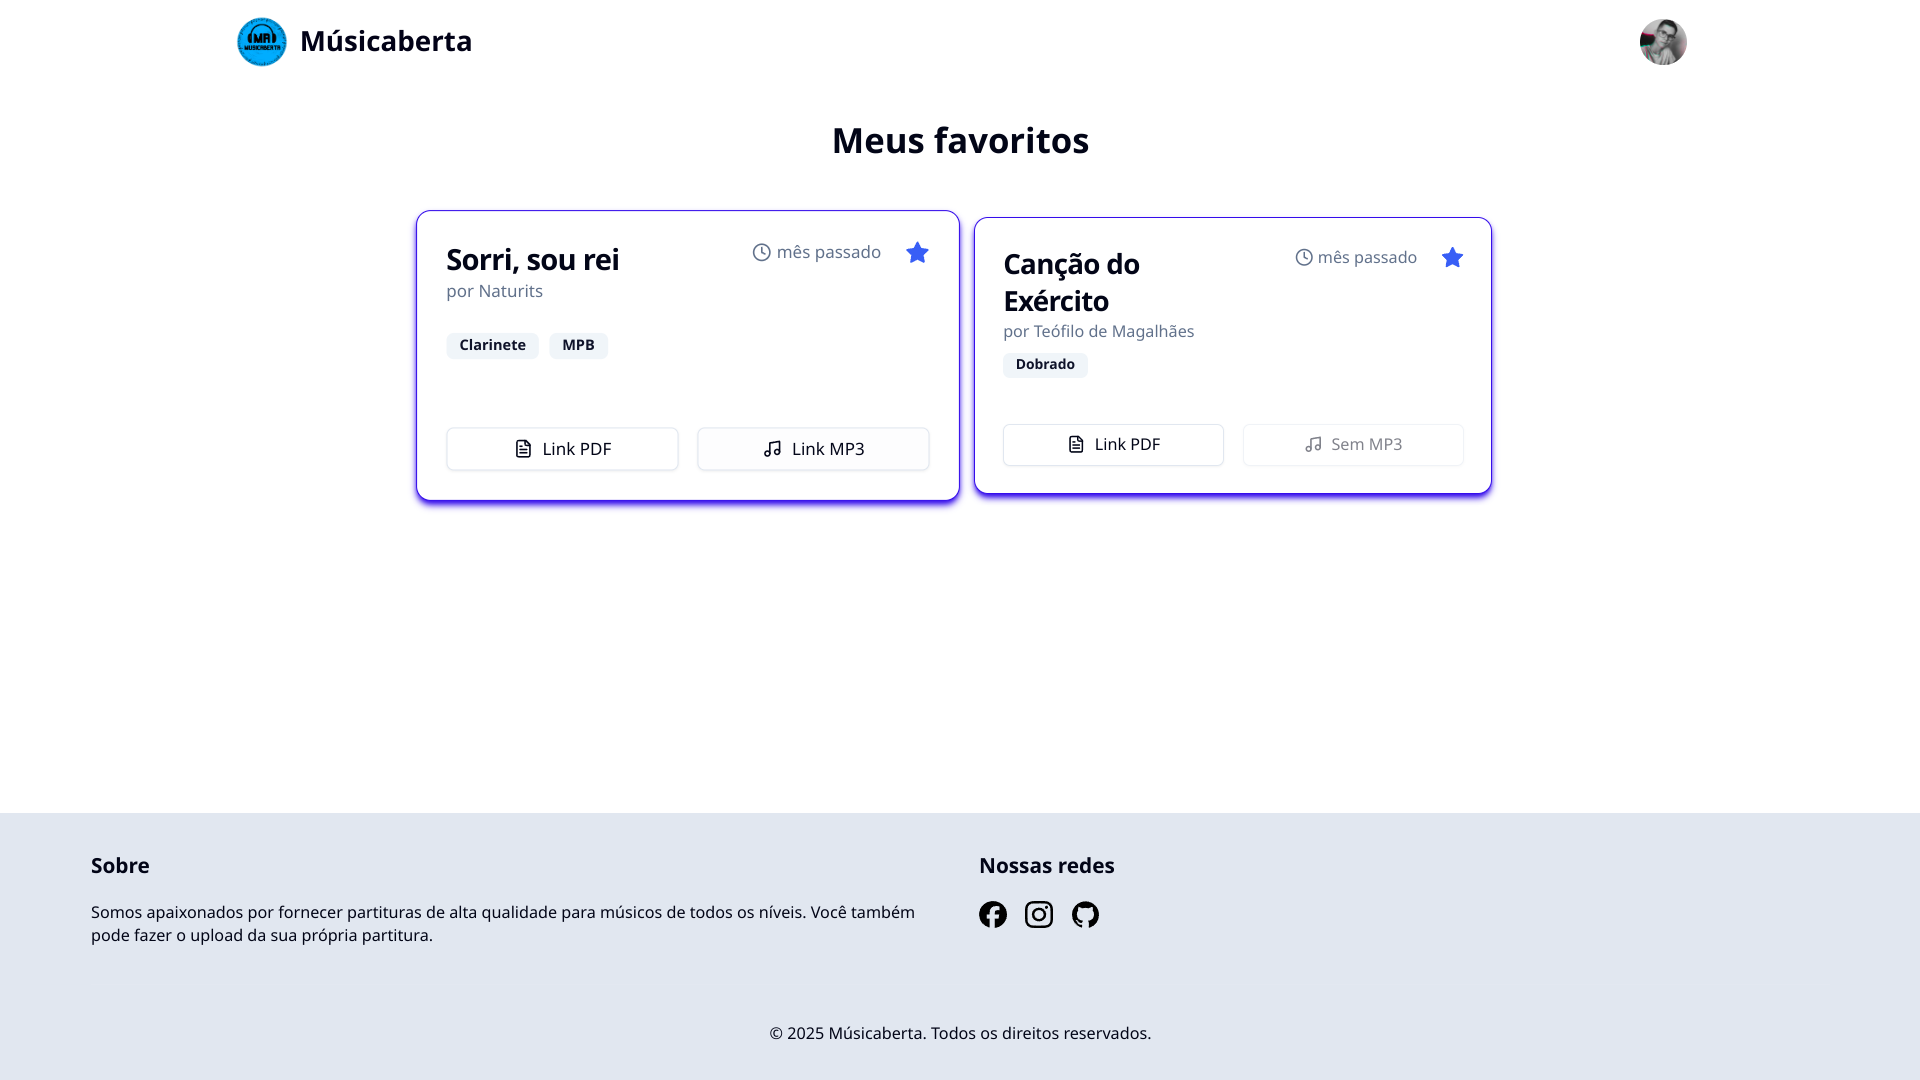 MA
MUSICABERTA
Músicaberta
Meus favoritos
Sorri, sou rei
mês passado
por Naturits
Clarinete
MPB
Link PDF
Link MP3
Canção do
Exército
mês passado
por Teófilo de Magalhães
Dobrado
Link PDF
Sem MP3
Sobre
Somos apaixonados por fornecer partituras de alta qualidade para músicos de todos os níveis. Você também
pode fazer o upload da sua própria partitura.
Nossas redes
© 2025 Músicaberta. Todos os direitos reservados.